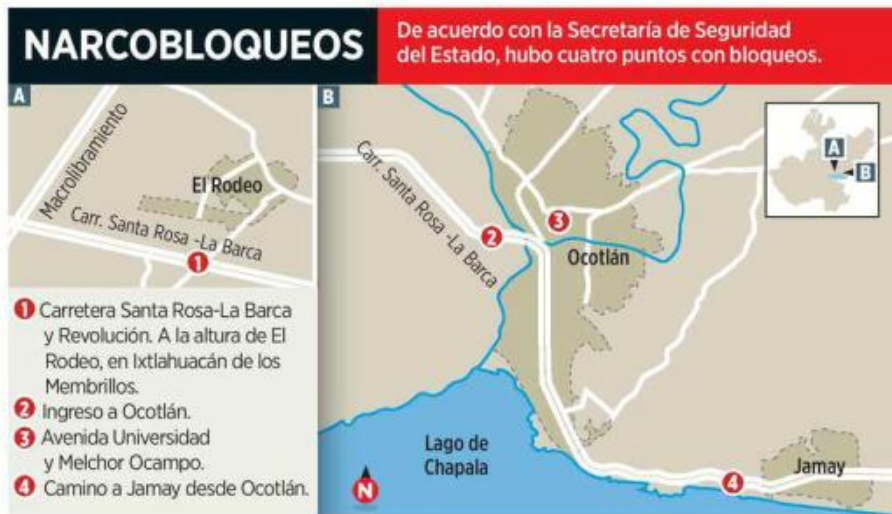 NARCOBLOQUEOS
De acuerdo con la Secretaría de Seguridad
del Estado, hubo cuatro puntos con bloqueos.
A
Macrolibramiento
El Rodeo
Carr. Santa Rosa -La Barca
1
1 Carretera Santa Rosa-La Barca
y Revolución. A la altura de El
Rodeo, en Ixtlahuacán de los
Membrillos.
2 Ingreso a Ocotlán.
3 Avenida Universidad
y Melchor Ocampo.
4 Camino a Jamay desde Ocotlán.
B
Carr. Santa Rosa -La Barca
2
3
Ocotlán
A
B
Lago de
Chapala
N
4
Jamay